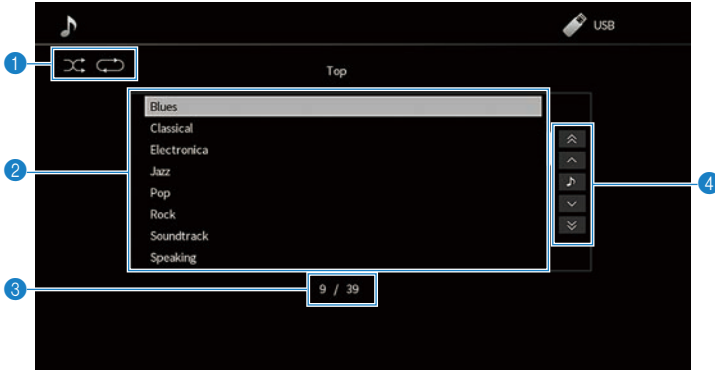 USB
1
Top
Blues
Classical
Electronica
2
Jazz
4
Pop
Rock
Soundtrack
Speaking
3
9 / 39